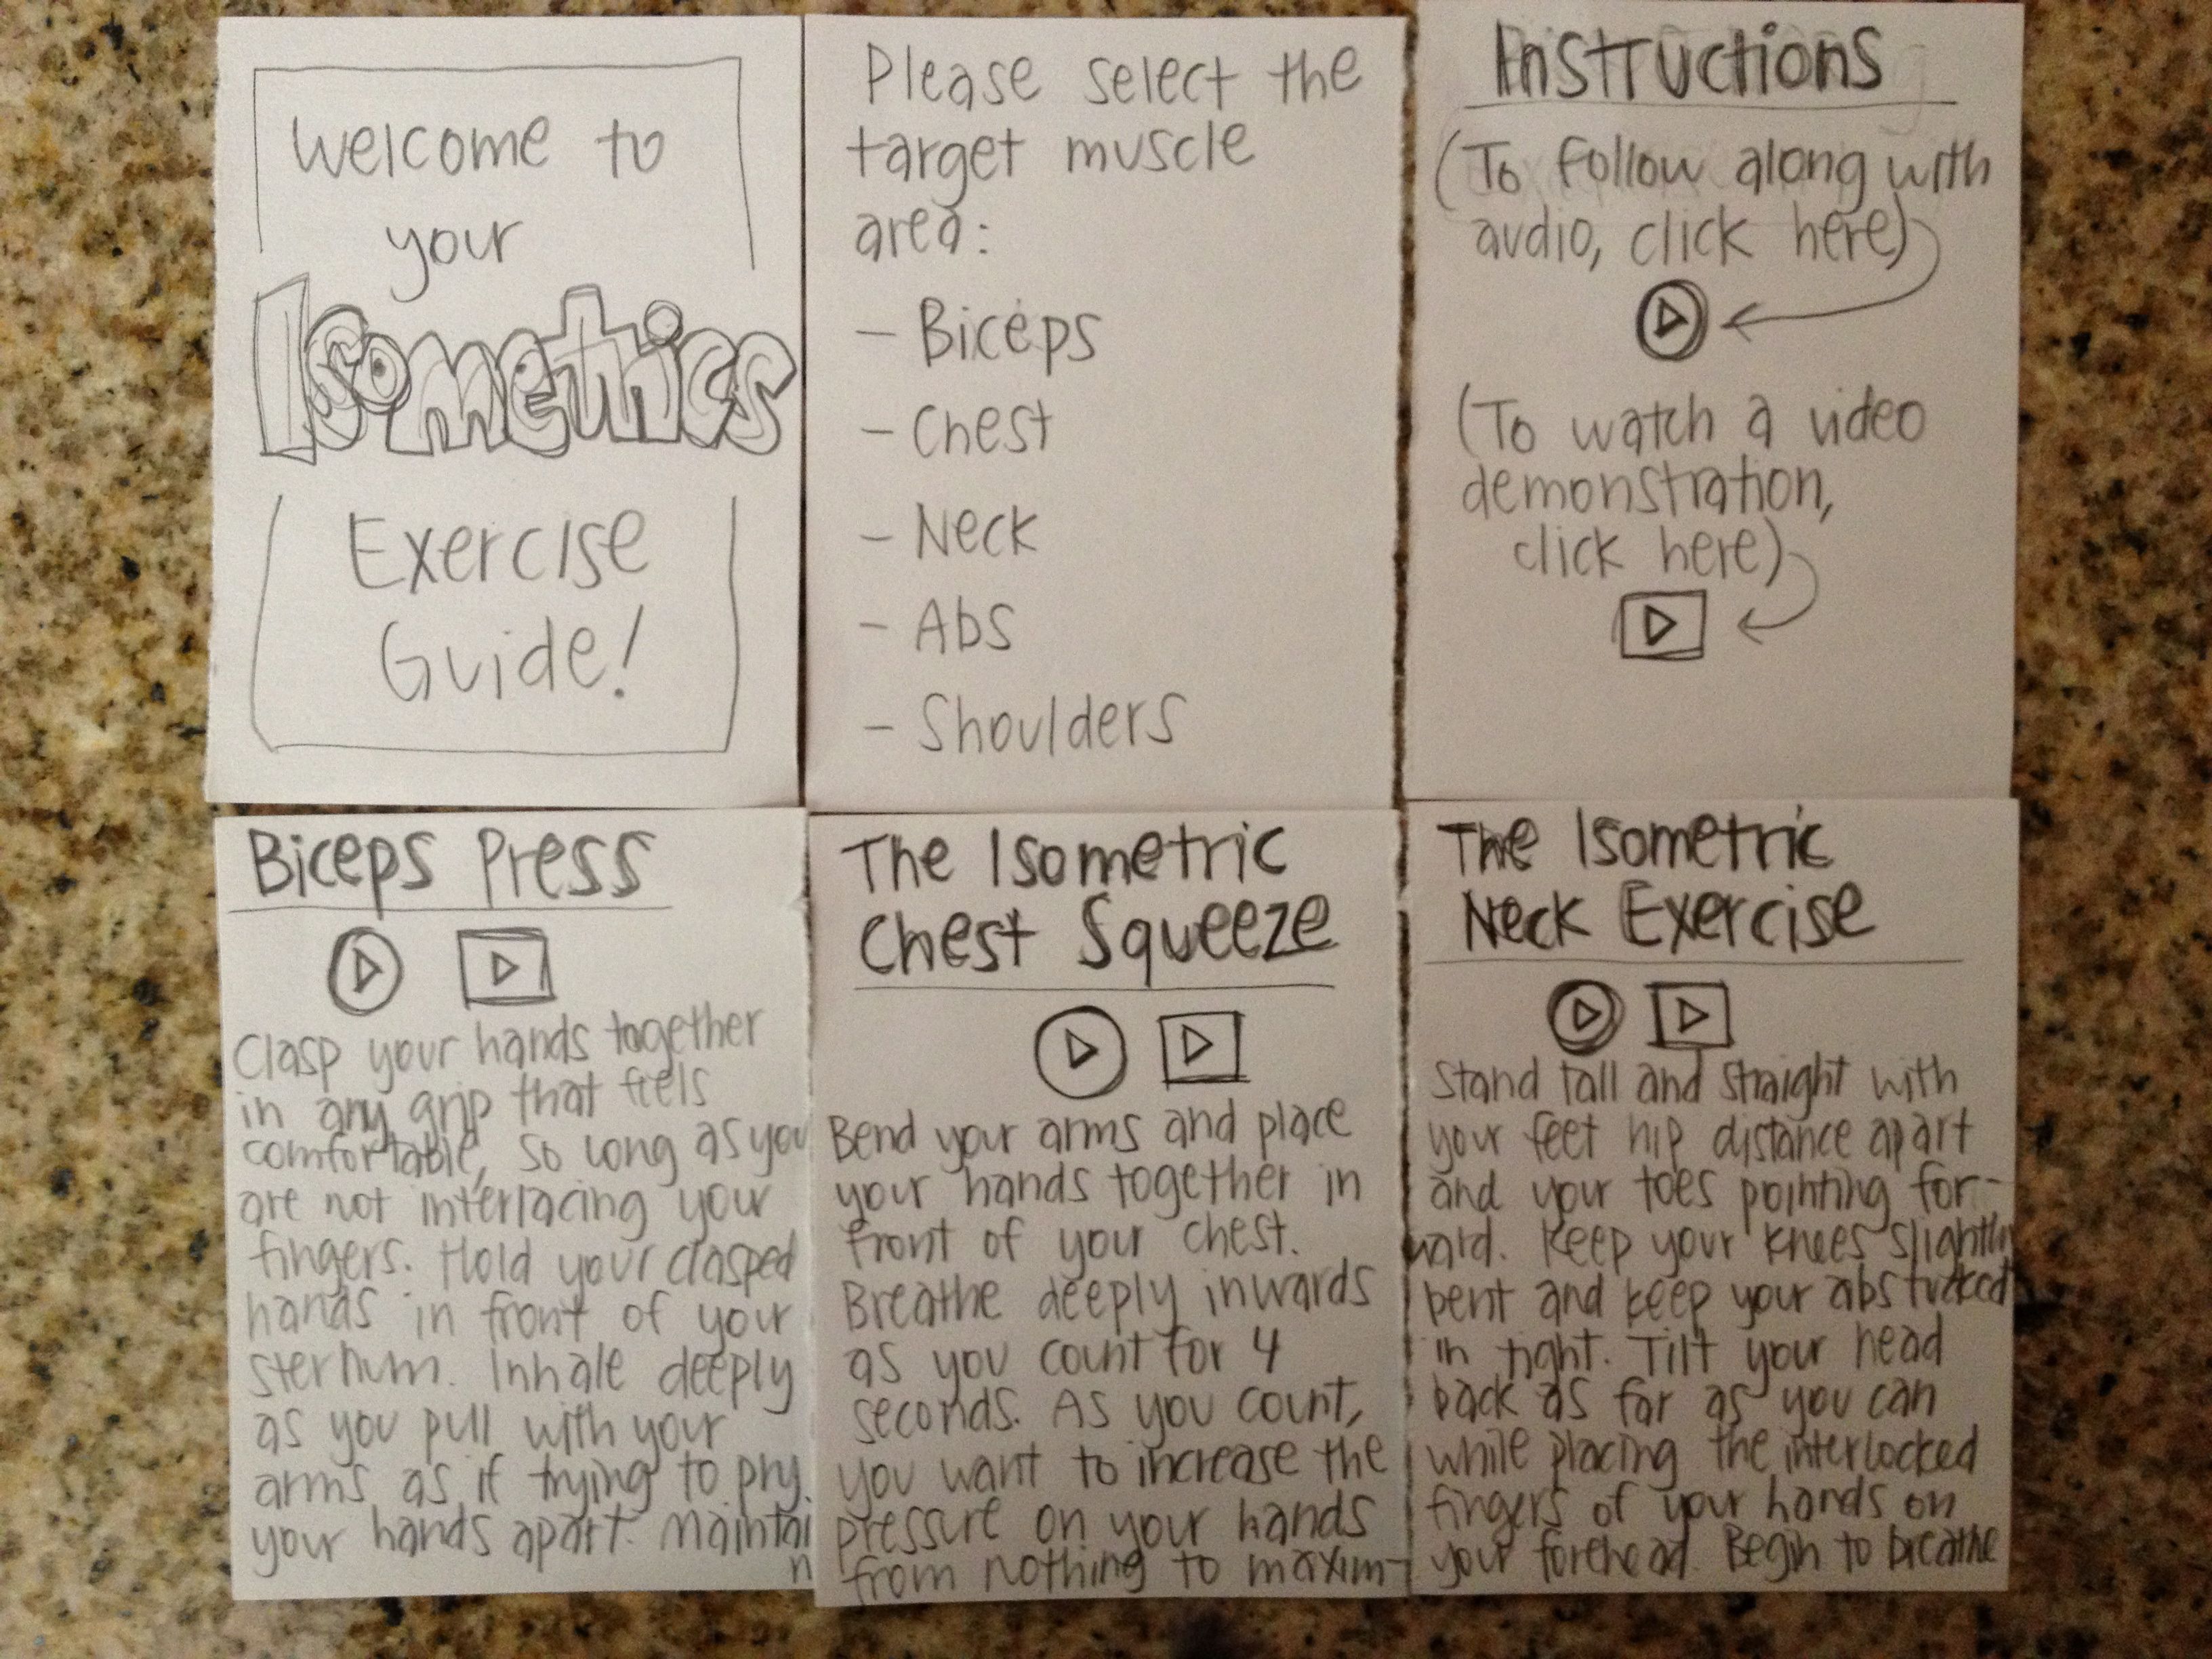 Welcome to
your
Isometrics
Exercise
Guide!
Please select the
target muscle
area:
- Biceps
- Chest
- Neck
- Abs
- Shoulders
Instructions
(To follow along with
audio, click here)
(To watch a video
demonstration,
click here)
Biceps Press
Clasp your hands together
in any grip that feels
comfortable, so long as you
are not interlacing your
fingers. Hold your clasped
hands in front of your
sternum. Inhale deeply
as you pull with your
arms as if trying to pry
your hands apart. Maintai
n
The Isometric
Chest Squeeze
Bend your arms and place
your hands together in
front of your chest.
Breathe deeply inwards
as you count for 4
seconds. As you count,
you want to increase the
pressure on your hands
from nothing to maxim-
The Isometric
Neck Exercise
Stand tall and straight with
your feet hip distance apart
and your toes pointing for-
ward. Keep your knees slightly
bent and keep your abs tucked
in tight. Tilt your head
back as far as you can
while placing the interlocked
fingers of your hands on
your forehead. Begin to breathe